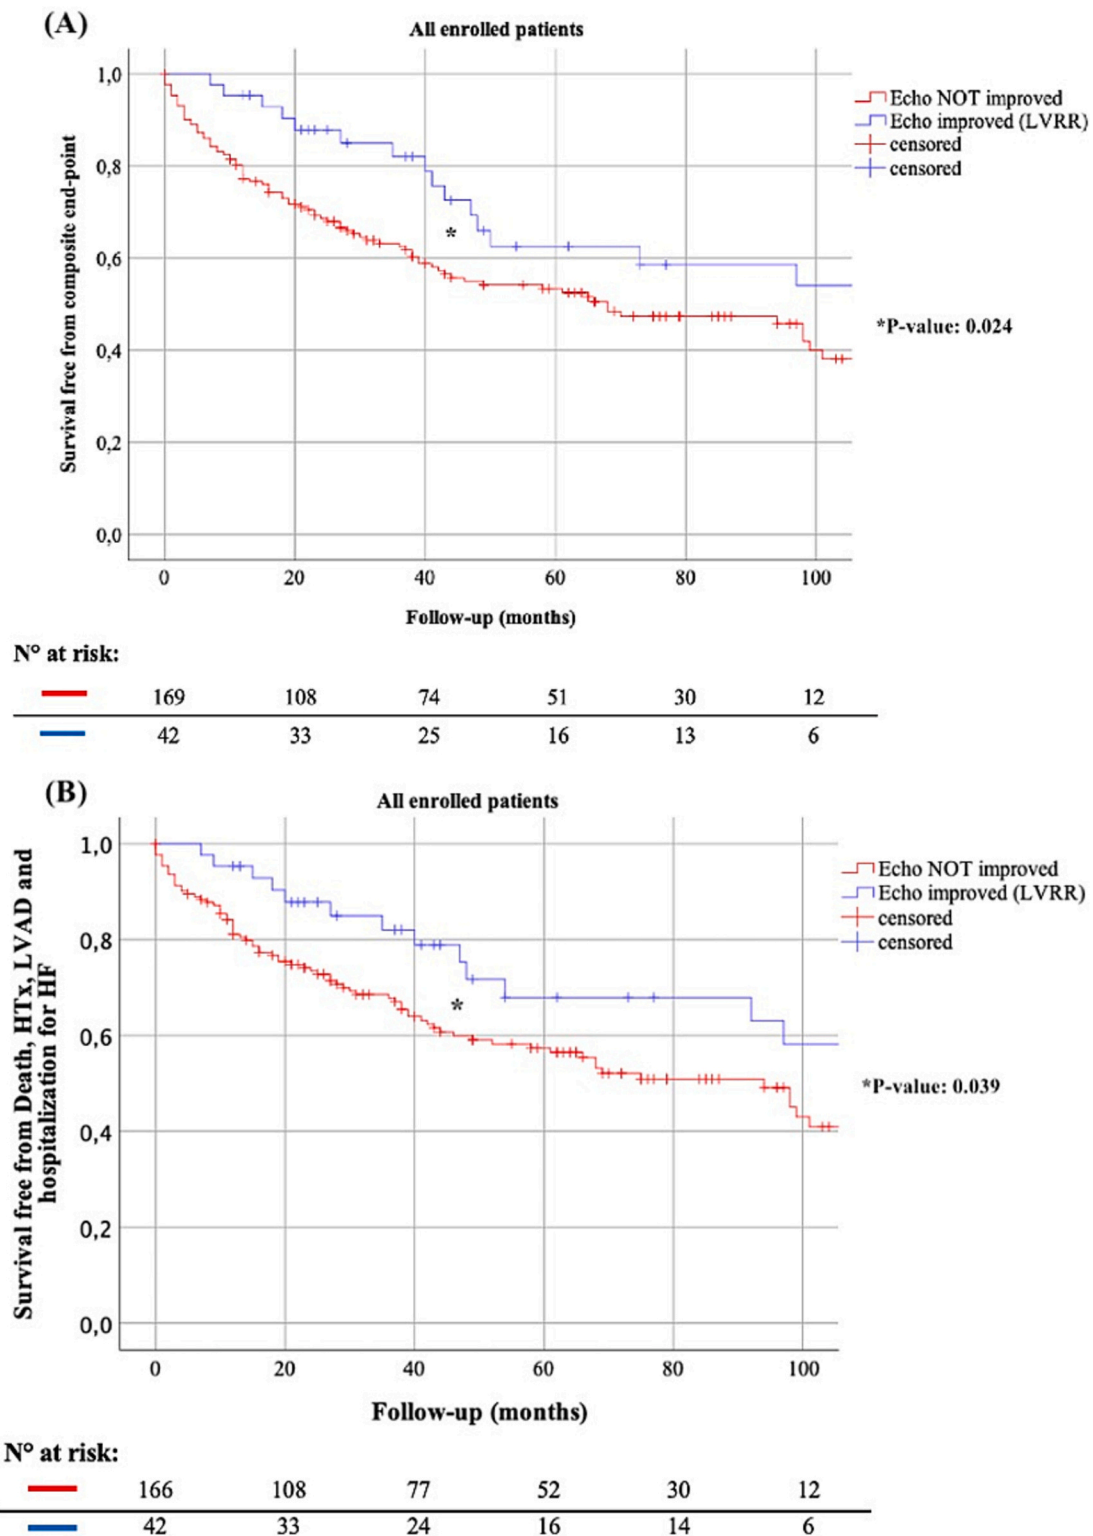 (A)
All enrolled patients
Survival free from composite end-point
1,0
0,8
0,6
0,4
0,2
0,0
*
0 20 40 60 80 100
Follow-up (months)
Echo NOT improved
Echo improved (LVRR)
censored
censored
*P-value: 0.024
N° at risk:
169 108 74 51 30 12
42 33 25 16 13 6
(B)
All enrolled patients
Survival free from Death, HTx, LVAD and
hospitalization for HF
1,0
0,8
0,6
0,4
0,2
0,0
*
0 20 40 60 80 100
Follow-up (months)
Echo NOT improved
Echo improved (LVRR)
censored
censored
*P-value: 0.039
N° at risk:
166 108 77 52 30 12
42 33 24 16 14 6